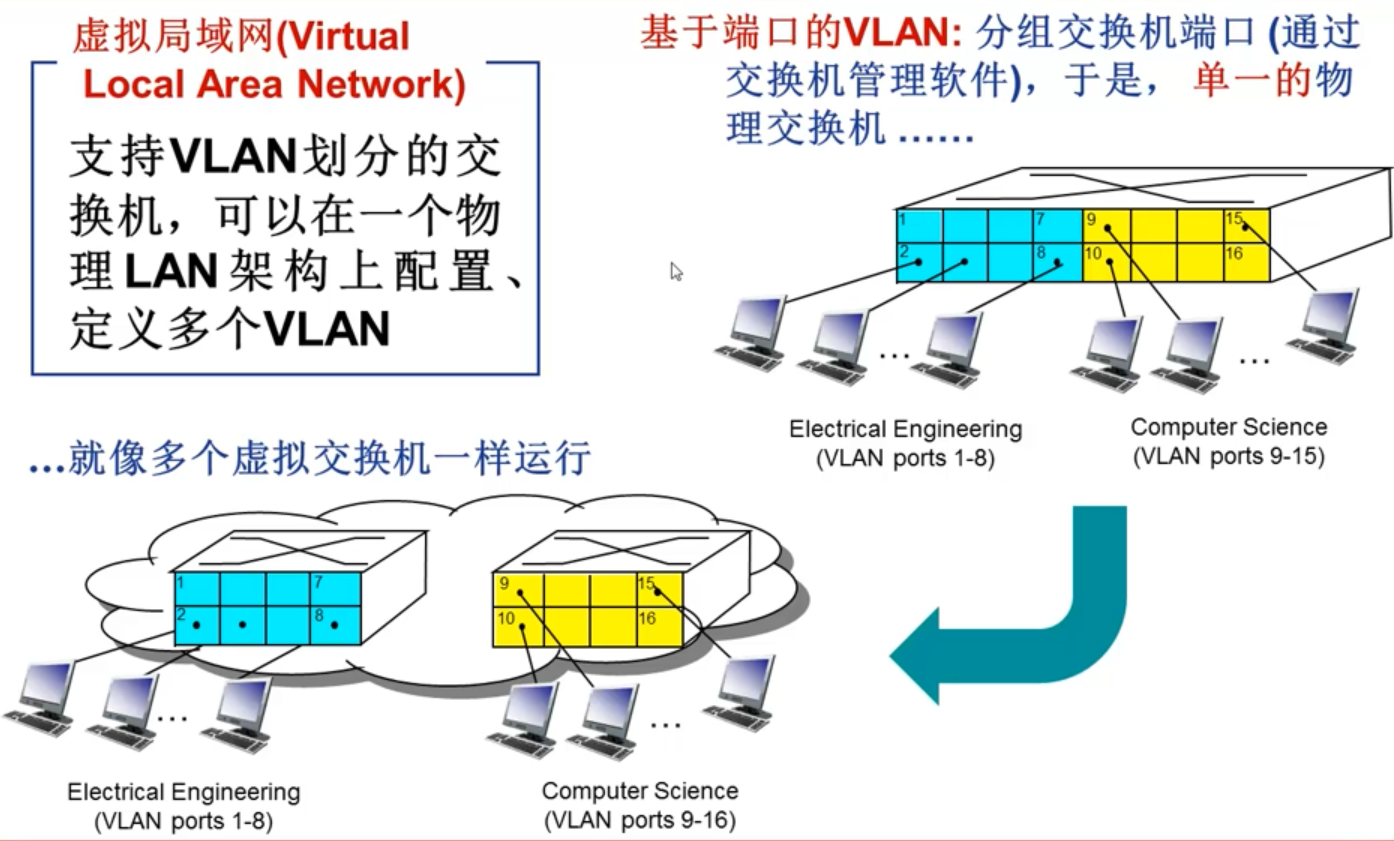 虚拟局域网(Virtual
Local Area Network)
支持VLAN划分的交
换机，可以在一个物
理LAN架构上配置、
定义多个VLAN
基于端口的VLAN: 分组交换机端口 (通过
交换机管理软件)，于是， 单一的物
理交换机 ......
1 7 9 15
2 8 10 16
...
...
Electrical Engineering
(VLAN ports 1-8)
Computer Science
(VLAN ports 9-15)
...就像多个虚拟交换机一样运行
1 7
2 8
9 15
10 16
...
...
Electrical Engineering
(VLAN ports 1-8)
Computer Science
(VLAN ports 9-16)